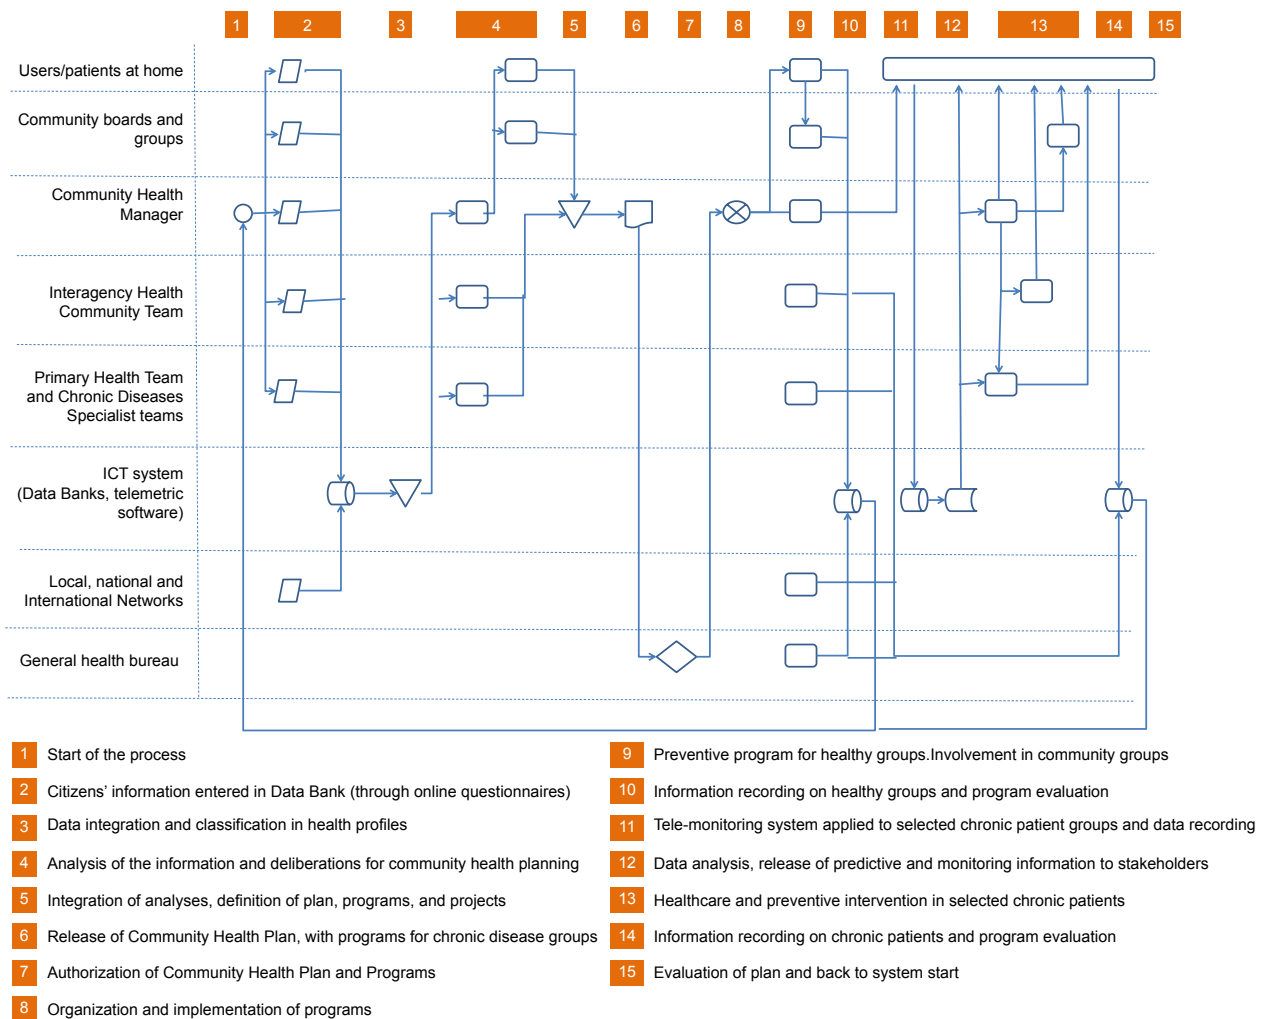 1 2 3 4 5 6 7 8 9 10 11 12 13 14 15
Users/patients at home
Community boards and
groups
Community Health
Manager
Interagency Health
Community Team
Primary Health Team
and Chronic Diseases
Specialist teams
ICT system
(Data Banks, telemetric
software)
Local, national and
International Networks
General health bureau
1 Start of the process
2 Citizens’ information entered in Data Bank (through online questionnaires)
3 Data integration and classification in health profiles
4 Analysis of the information and deliberations for community health planning
5 Integration of analyses, definition of plan, programs, and projects
6 Release of Community Health Plan, with programs for chronic disease groups
7 Authorization of Community Health Plan and Programs
8 Organization and implementation of programs
9 Preventive program for healthy groups.Involvement in community groups
10 Information recording on healthy groups and program evaluation
11 Tele-monitoring system applied to selected chronic patient groups and data recording
12 Data analysis, release of predictive and monitoring information to stakeholders
13 Healthcare and preventive intervention in selected chronic patients
14 Information recording on chronic patients and program evaluation
15 Evaluation of plan and back to system start